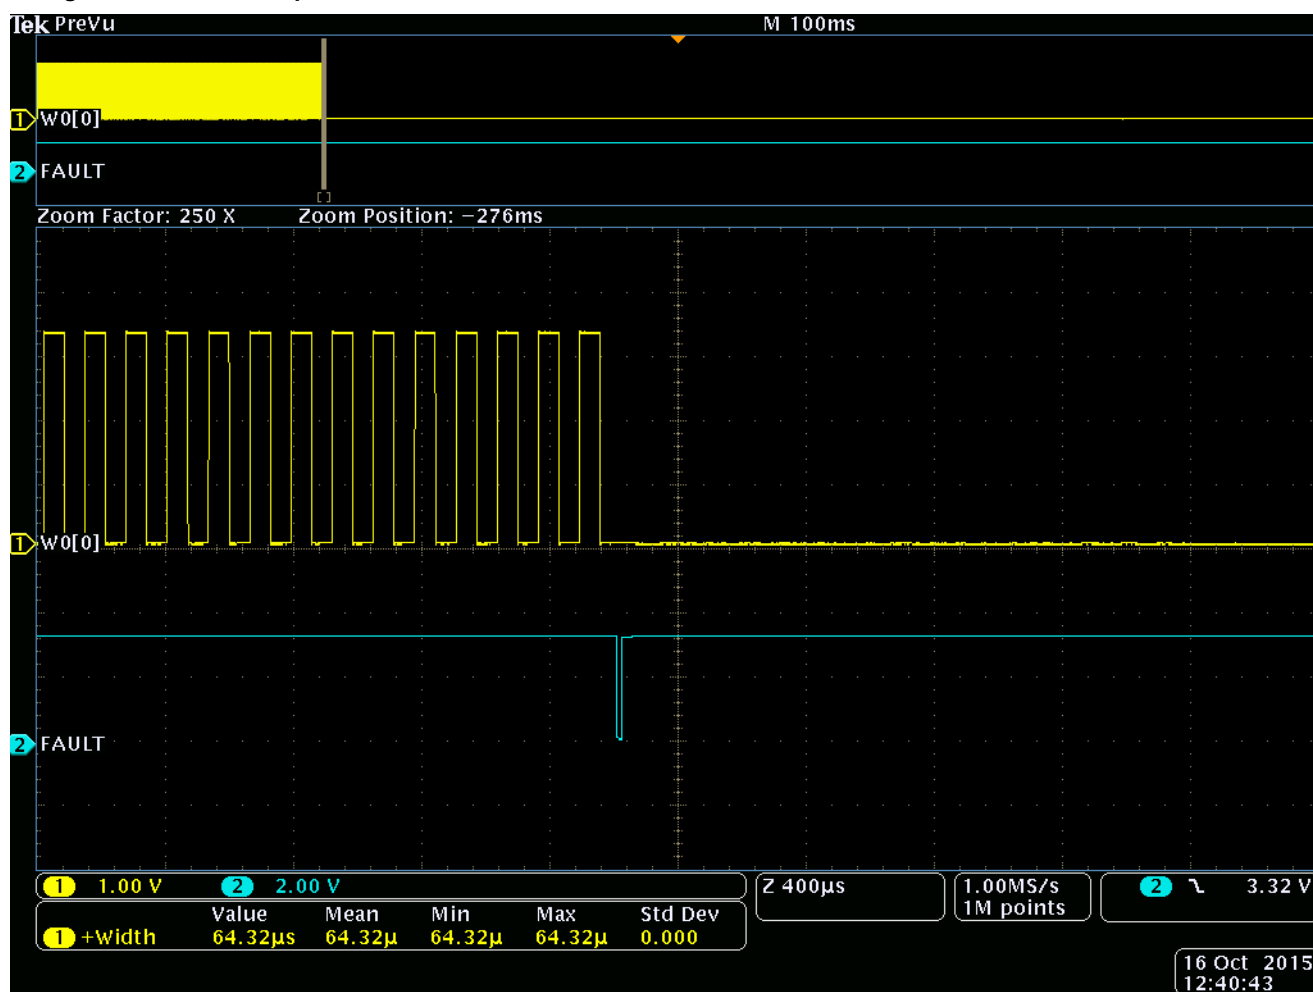 Tek PreVu M 100ms
1 W0[0]
2 FAULT
[ ]
Zoom Factor: 250 X Zoom Position: −276ms
1 W0[0]
2 FAULT
1 1.00 V 2 2.00 V Z 400µs 1.00MS/s 2 3.32 V
1M points
Value Mean Min Max Std Dev
1 +Width 64.32µs 64.32µ 64.32µ 64.32µ 0.000
16 Oct 2015
12:40:43